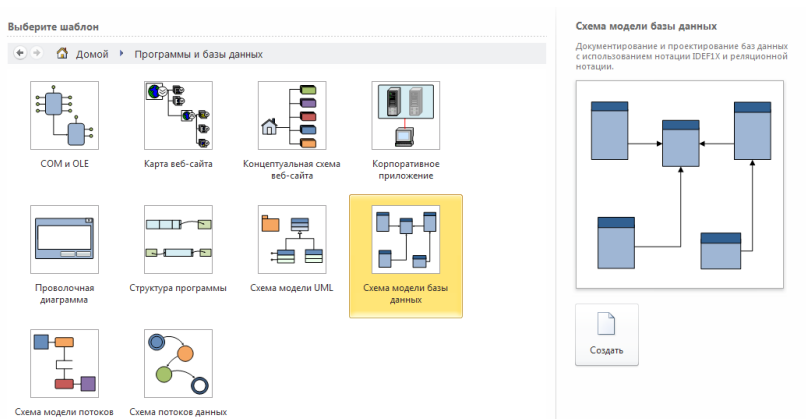 Выберите шаблон
Домой
Программы и базы данных
COM и OLE
Карта веб-сайта
Концептуальная схема
веб-сайта
Корпоративное
приложение
Проволочная
диаграмма
Структура программы
Схема модели UML
Схема модели базы
данных
Схема модели потоков
Схема потоков данных
Схема модели базы данных
Документирование и проектирование баз данных
с использованием нотации IDEF1X и реляционной
нотации.
Создать